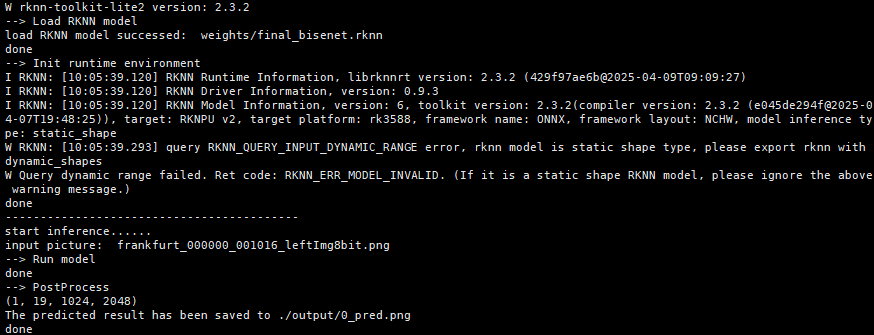 W rknn-toolkit-lite2 version: 2.3.2
--> Load RKNN model
load RKNN model successed:  weights/final_bisenet.rknn
done
--> Init runtime environment
I RKNN: [10:05:39.120] RKNN Runtime Information, librknnrt version: 2.3.2 (429f97ae6b@2025-04-09T09:09:27)
I RKNN: [10:05:39.120] RKNN Driver Information, version: 0.9.3
I RKNN: [10:05:39.120] RKNN Model Information, version: 6, toolkit version: 2.3.2(compiler version: 2.3.2 (e045de294f@2025-0
4-07T19:48:25)), target: RKNPU v2, target platform: rk3588, framework name: ONNX, framework layout: NCHW, model inference ty
pe: static_shape
W RKNN: [10:05:39.293] query RKNN_QUERY_INPUT_DYNAMIC_RANGE error, rknn model is static shape type, please export rknn with
dynamic_shapes
W Query dynamic range failed. Ret code: RKNN_ERR_MODEL_INVALID. (If it is a static shape RKNN model, please ignore the above
 warning message.)
done
------------------------------------------
start inference......
input picture:  frankfurt_000000_001016_leftImg8bit.png
--> Run model
done
--> PostProcess
(1, 19, 1024, 2048)
The predicted result has been saved to ./output/0_pred.png
done